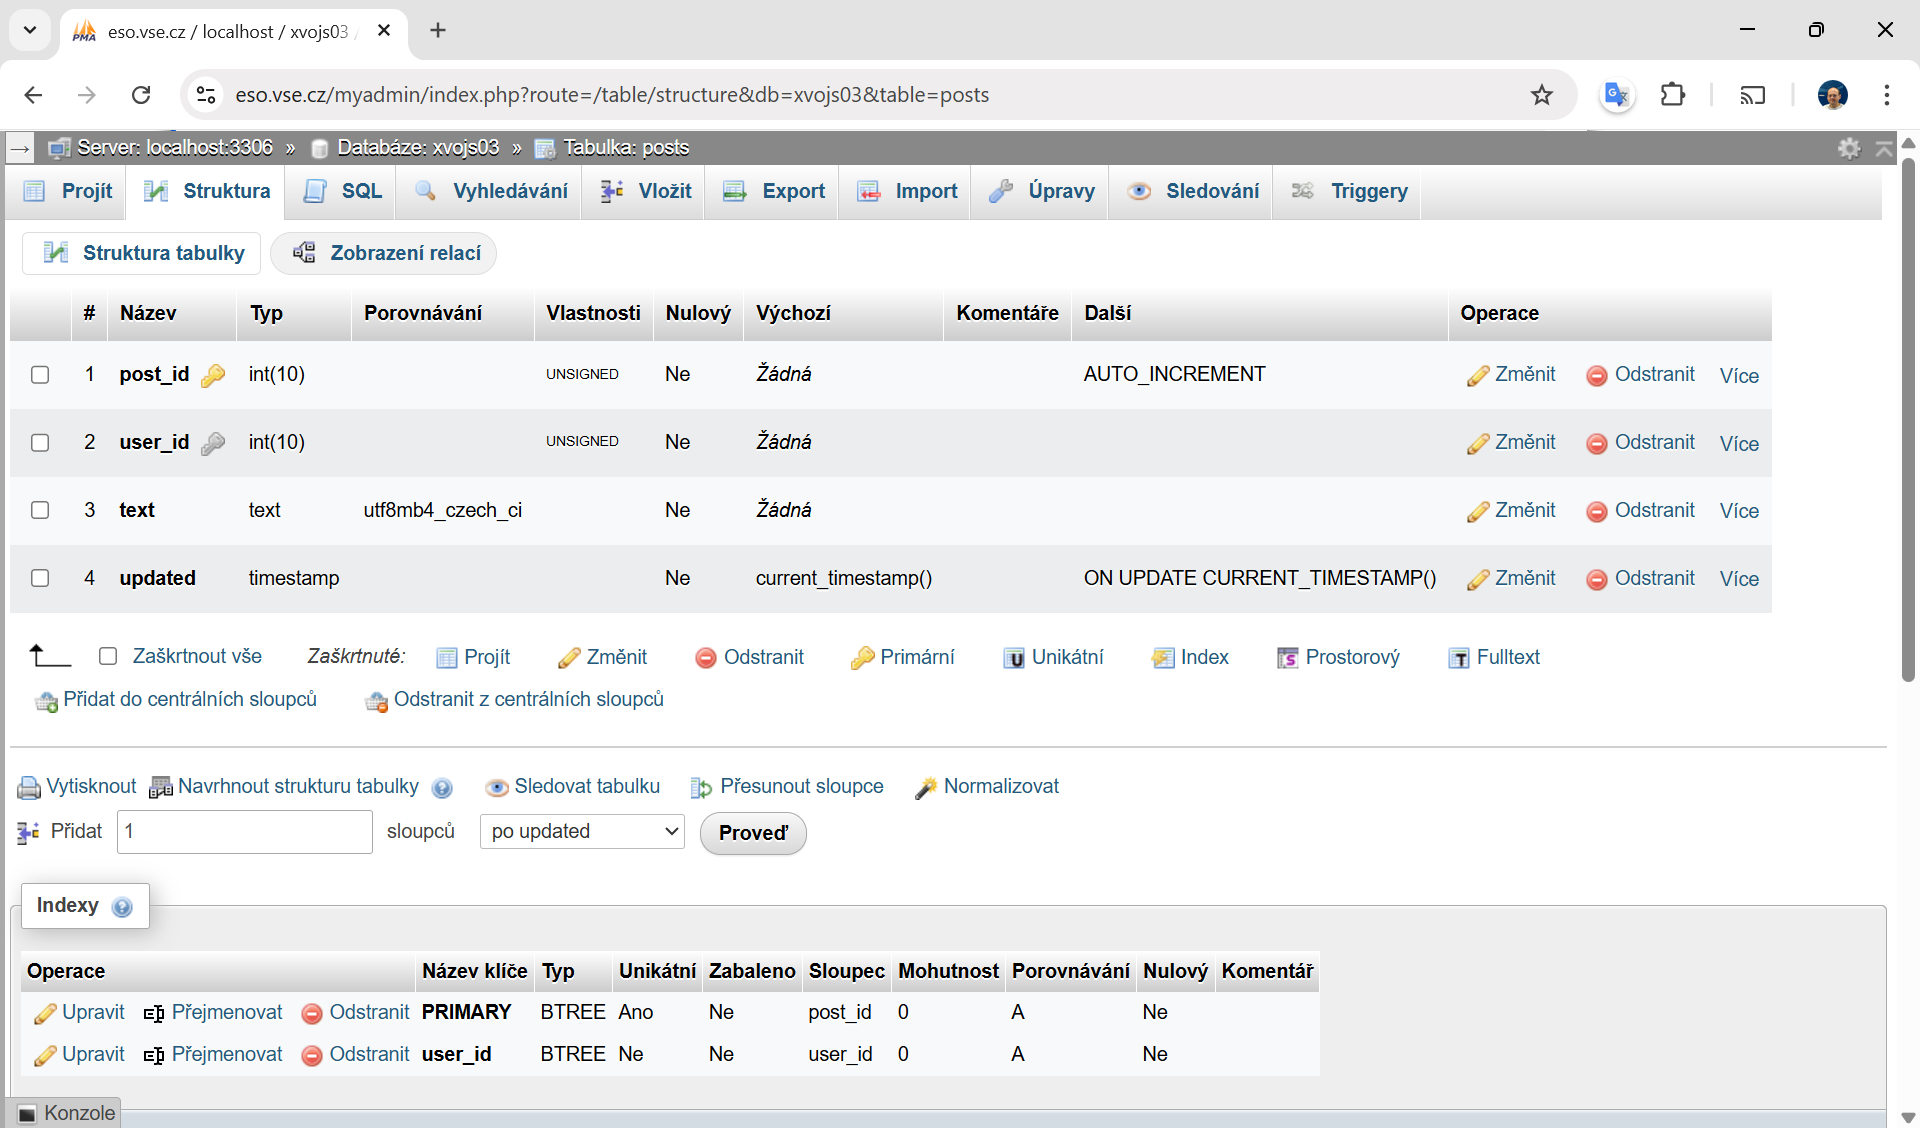 eso.vse.cz / localhost / xvojs03 /
eso.vse.cz/myadmin/index.php?route=/table/structure&db=xvojs03&table=posts
Server: localhost:3306 » Databáze: xvojs03 » Tabulka: posts
Projít Struktura SQL Vyhledávání Vložit Export Import Úpravy Sledování Triggery
Struktura tabulky Zobrazení relací
# Název Typ Porovnávání Vlastnosti Nulový Výchozí Komentáře Další Operace
1 post_id int(10) UNSIGNED Ne Žádná AUTO_INCREMENT Změnit Odstranit Více
2 user_id int(10) UNSIGNED Ne Žádná Změnit Odstranit Více
3 text text utf8mb4_czech_ci Ne Žádná Změnit Odstranit Více
4 updated timestamp Ne current_timestamp() ON UPDATE CURRENT_TIMESTAMP() Změnit Odstranit Více
Zaškrtnout vše Zaškrtnuté: Projít Změnit Odstranit Primární Unikátní Index Prostorový Fulltext
Přidat do centrálních sloupců Odstranit z centrálních sloupců
Vytisknout Navrhnout strukturu tabulky Sledovat tabulku Přesunout sloupce Normalizovat
Přidat 1 sloupců po updated Proveď
Indexy
Operace Název klíče Typ Unikátní Zabaleno Sloupec Mohutnost Porovnávání Nulový Komentář
Upravit Přejmenovat Odstranit PRIMARY BTREE Ano Ne post_id 0 A Ne
Upravit Přejmenovat Odstranit user_id BTREE Ne Ne user_id 0 A Ne
Konzole